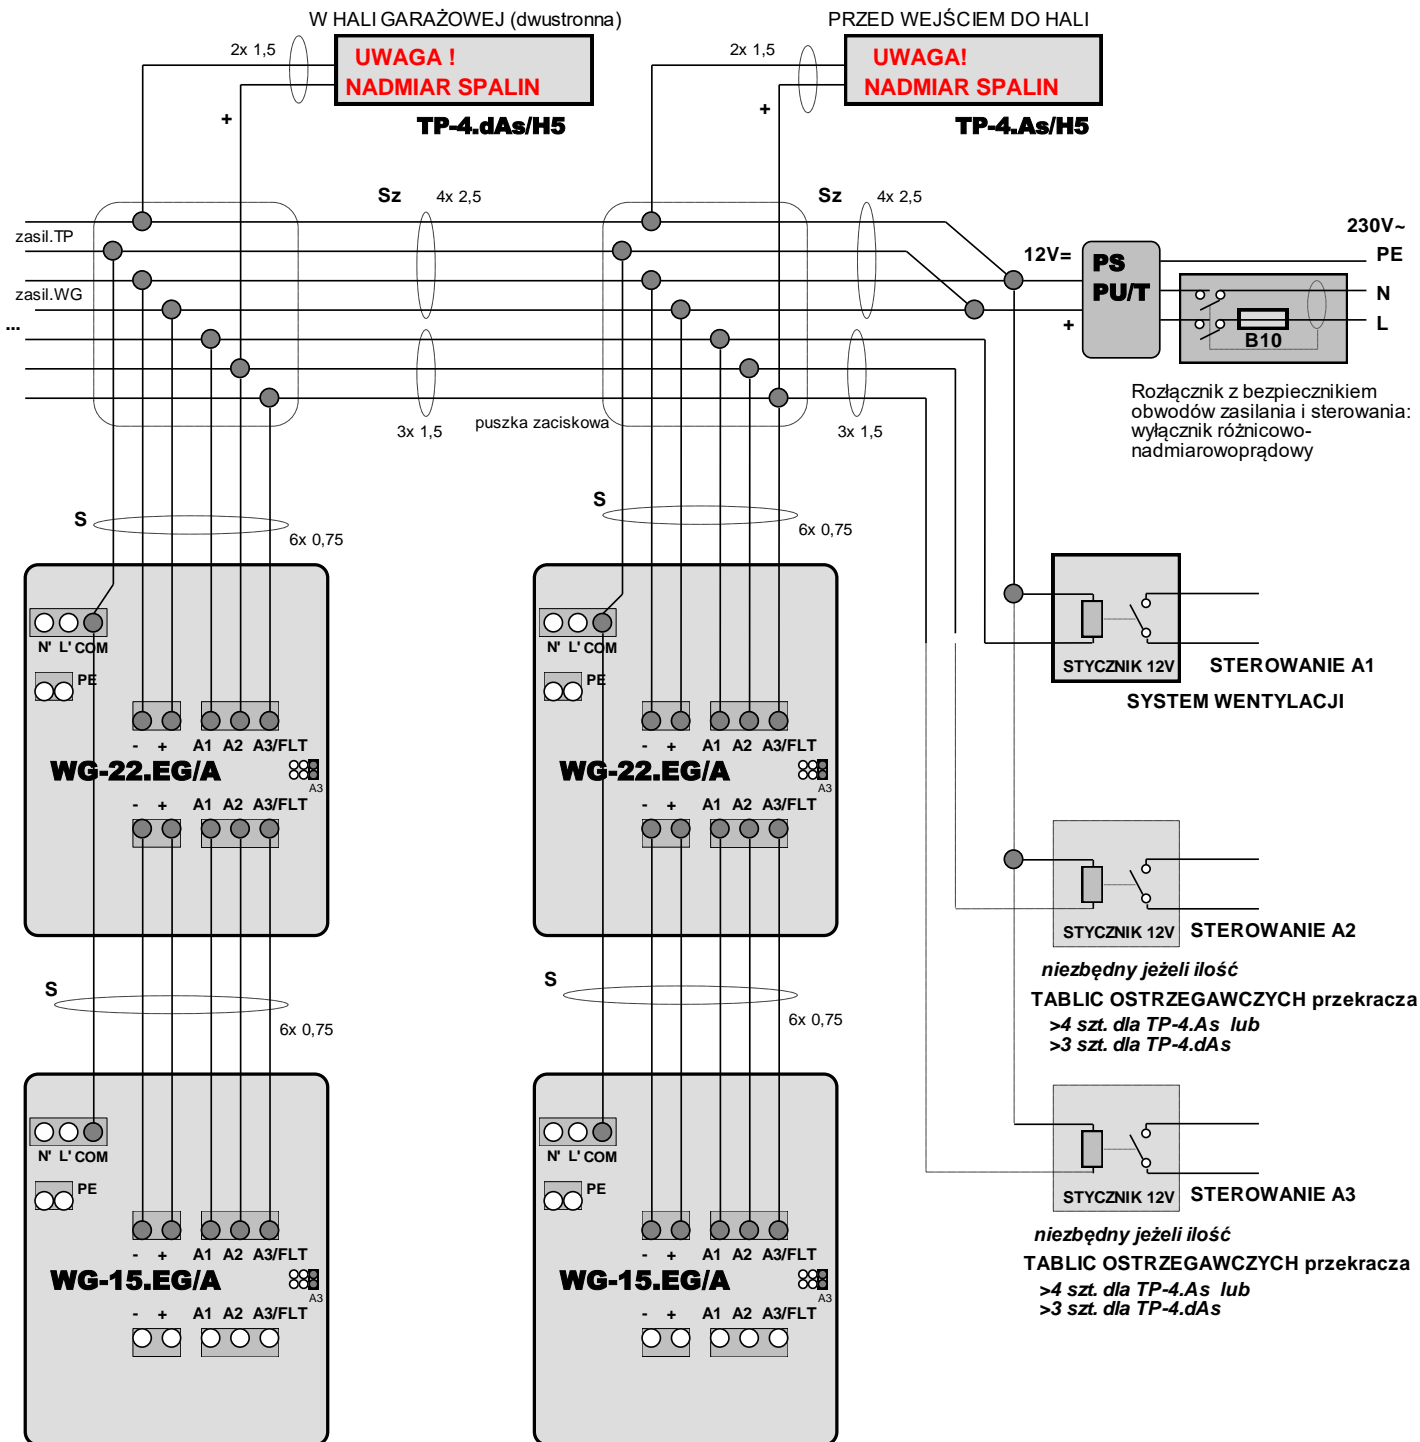 W HALI GARAŻOWEJ (dwustronna)
PRZED WEJŚCIEM DO HALI
2x 1,5
UWAGA !
NADMIAR SPALIN
+
TP-4.dAs/H5
2x 1,5
UWAGA!
NADMIAR SPALIN
+
TP-4.As/H5
Sz
4x 2,5
Sz
4x 2,5
zasil.TP
zasil.WG
...
12V=
+
PS
PU/T
230V~
PE
N
L
B10
3x 1,5
puszka zaciskowa
3x 1,5
Rozłącznik z bezpiecznikiem
obwodów zasilania i sterowania:
wyłącznik różnicowo-
nadmiarowoprądowy
S
6x 0,75
S
6x 0,75
N' L' COM
PE
- + A1 A2 A3/FLT
WG-22.EG/A
A3
- + A1 A2 A3/FLT
N' L' COM
PE
- + A1 A2 A3/FLT
WG-22.EG/A
A3
- + A1 A2 A3/FLT
STYCZNIK 12V
STEROWANIE A1
SYSTEM WENTYLACJI
STYCZNIK 12V
STEROWANIE A2
niezbędny jeżeli ilość
TABLIC OSTRZEGAWCZYCH przekracza
>4 szt. dla TP-4.As lub
>3 szt. dla TP-4.dAs
S
6x 0,75
S
6x 0,75
N' L' COM
PE
- + A1 A2 A3/FLT
WG-15.EG/A
A3
- + A1 A2 A3/FLT
N' L' COM
PE
- + A1 A2 A3/FLT
WG-15.EG/A
A3
- + A1 A2 A3/FLT
STYCZNIK 12V
STEROWANIE A3
niezbędny jeżeli ilość
TABLIC OSTRZEGAWCZYCH przekracza
>4 szt. dla TP-4.As lub
>3 szt. dla TP-4.dAs